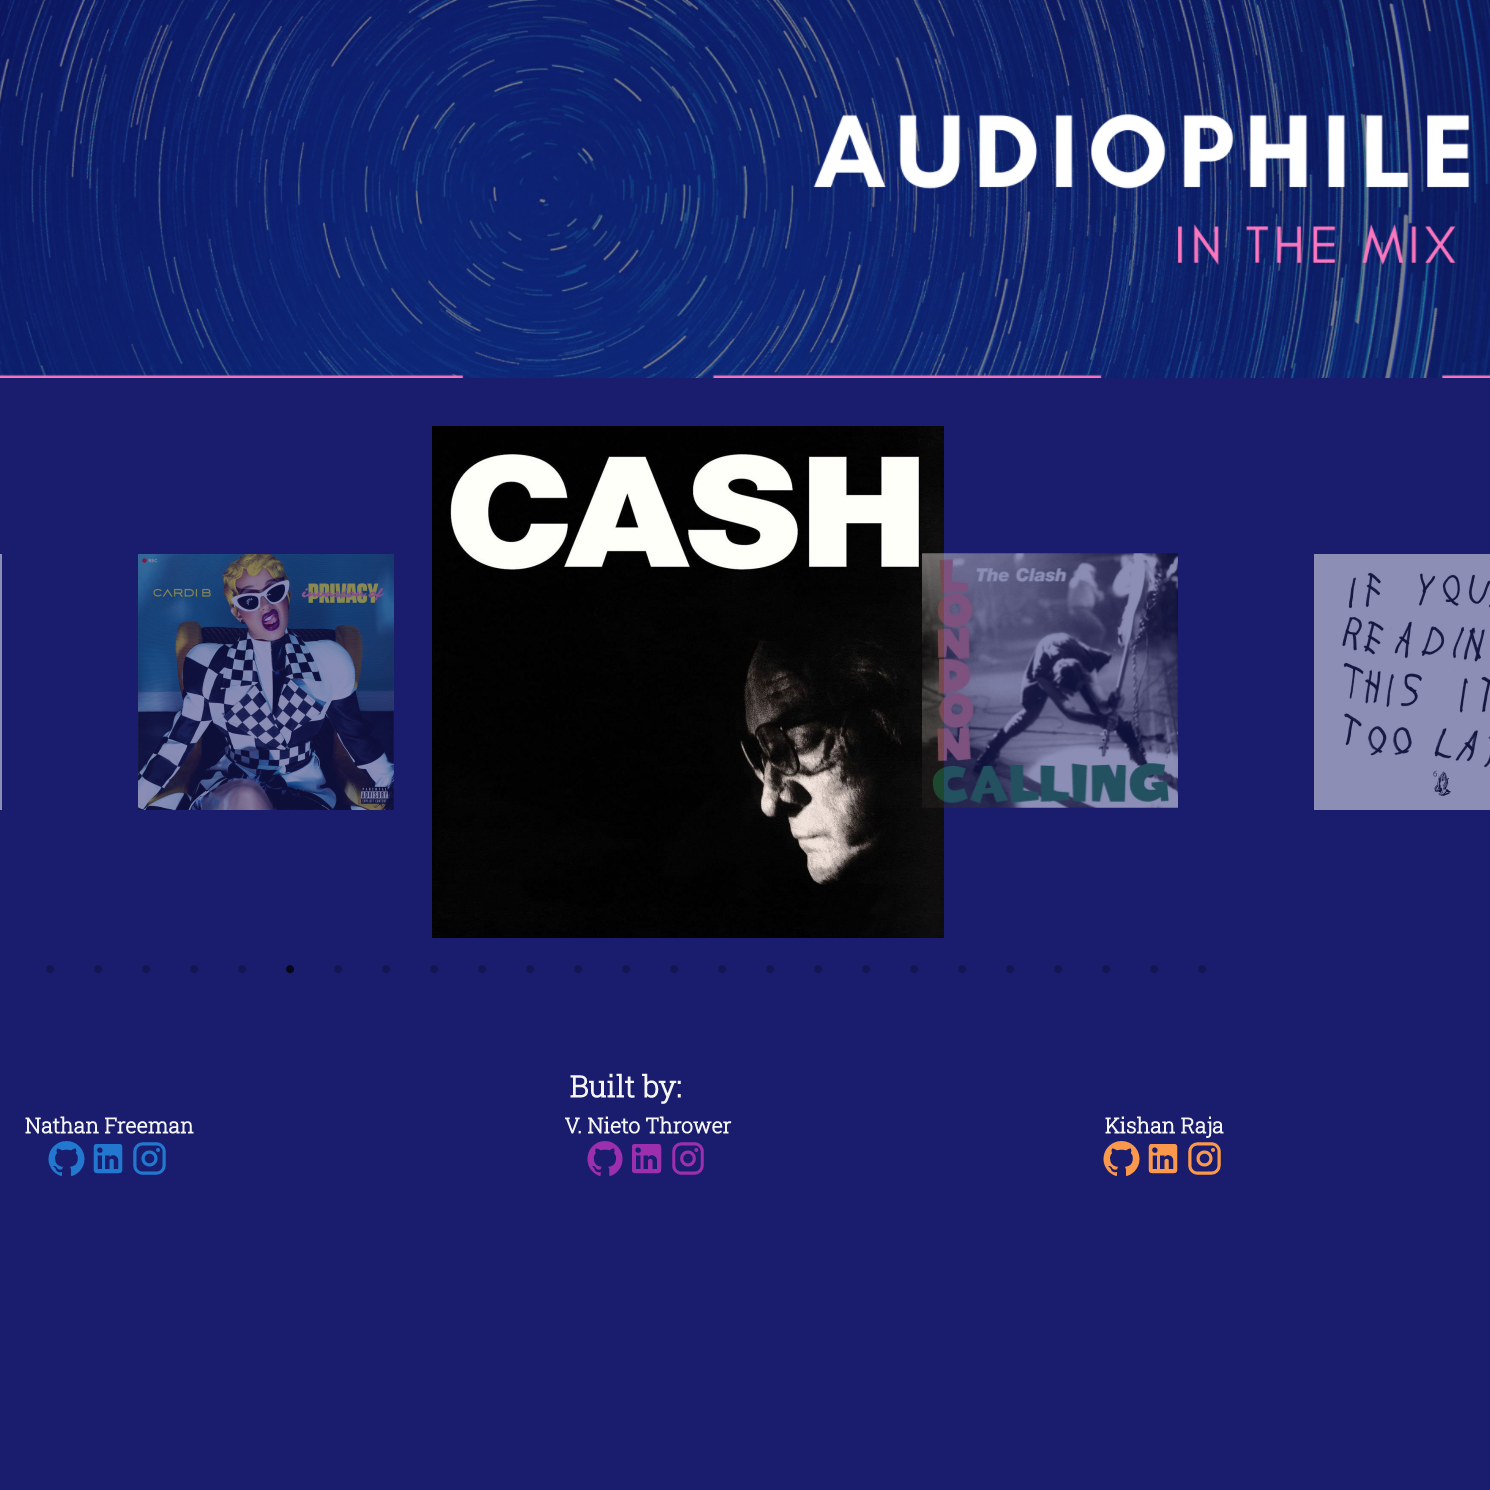 AUDIOPHILE
IN THE MIX
CARDI B
PRIVACY
CASH
The Clash
LONDON
CALLING
IF YOU
READIN
THIS IT
TOO LA
Built by:
Nathan Freeman
V. Nieto Thrower
Kishan Raja